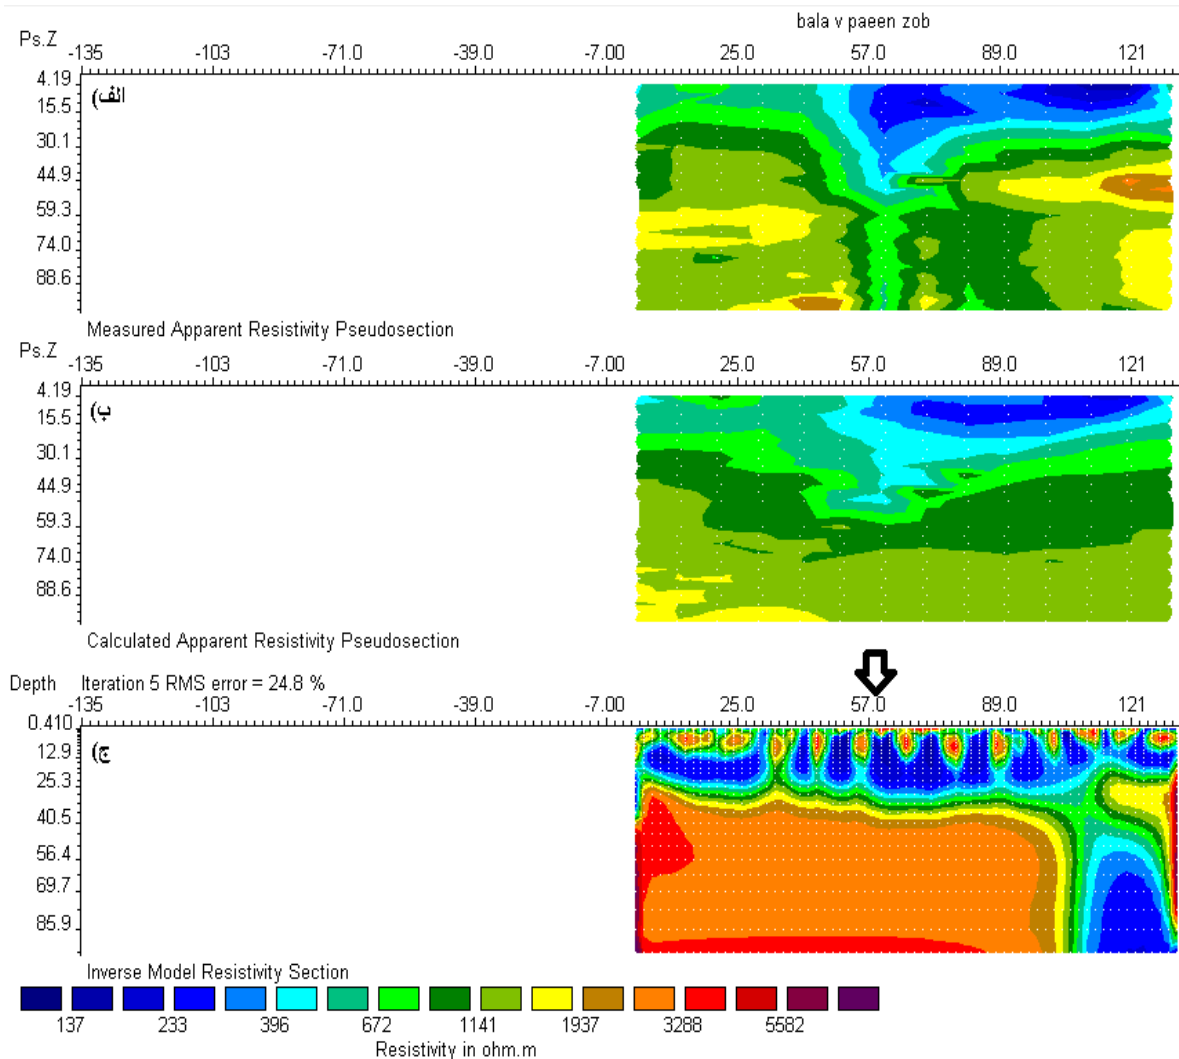 bala v paeen zob
Ps.Z -135 -103 -71.0 -39.0 -7.00 25.0 57.0 89.0 121
4.19
الف)
15.5
30.1
44.9
59.3
74.0
88.6
Measured Apparent Resistivity Pseudosection
Ps.Z
-135 -103 -71.0 -39.0 -7.00 25.0 57.0 89.0 121
4.19
ب)
15.5
30.1
44.9
59.3
74.0
88.6
Calculated Apparent Resistivity Pseudosection
Depth Iteration 5 RMS error = 24.8 %
-135 -103 -71.0 -39.0 -7.00 25.0 57.0 89.0 121
0.410
ج)
12.9
25.3
40.5
56.4
69.7
85.9
Inverse Model Resistivity Section
137 233 396 672 1141 1937 3288 5582
Resistivity in ohm.m